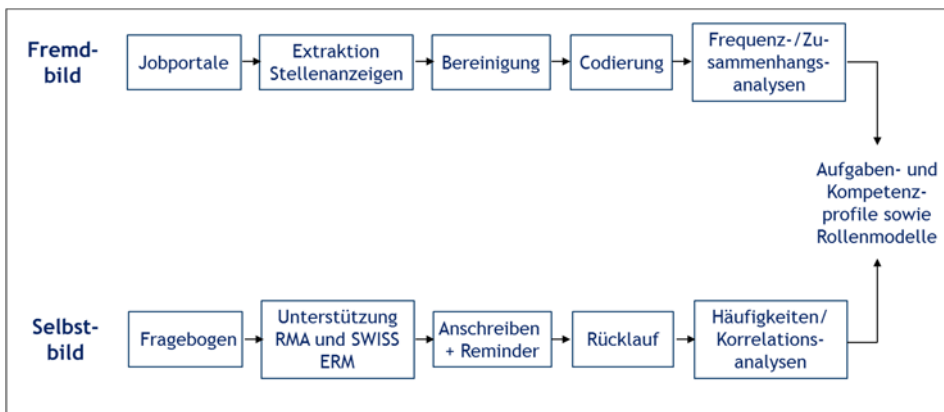 Fremd-
bild
Jobportale
Extraktion
Stellenanzeigen
Bereinigung
Codierung
Frequenz-/Zu-
sammenhangs-
analysen
Aufgaben- und
Kompetenz-
profile sowie
Rollenmodelle
Selbst-
bild
Fragebogen
Unterstützung
RMA und SWISS
ERM
Anschreiben
+ Reminder
Rücklauf
Häufigkeiten/
Korrelations-
analysen